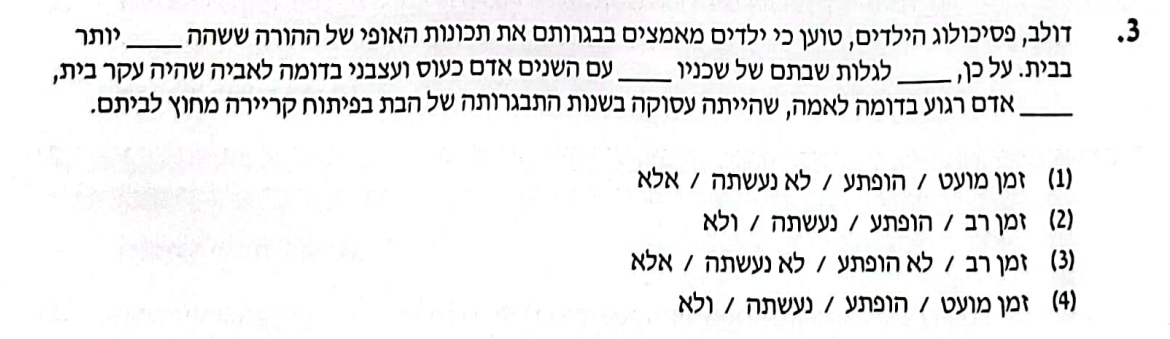 3. דולב, פסיכולוג הילדים, טוען כי ילדים מאמצים בבגרותם את תכונות האופי של ההורה ששהה _____ יותר
בבית. על כן, _____ לגלות שבתם של שכניו _____ עם השנים אדם כעוס ועצבני בדומה לאביה שהיה עקר בית,
_____ אדם רגוע בדומה לאמה, שהייתה עסוקה בשנות התבגרותה של הבת בפיתוח קריירה מחוץ לביתם.
(1) זמן מועט / הופתע / לא נעשתה / אלא
(2) זמן רב / הופתע / נעשתה / ולא
(3) זמן רב / לא הופתע / לא נעשתה / אלא
(4) זמן מועט / הופתע / נעשתה / ולא